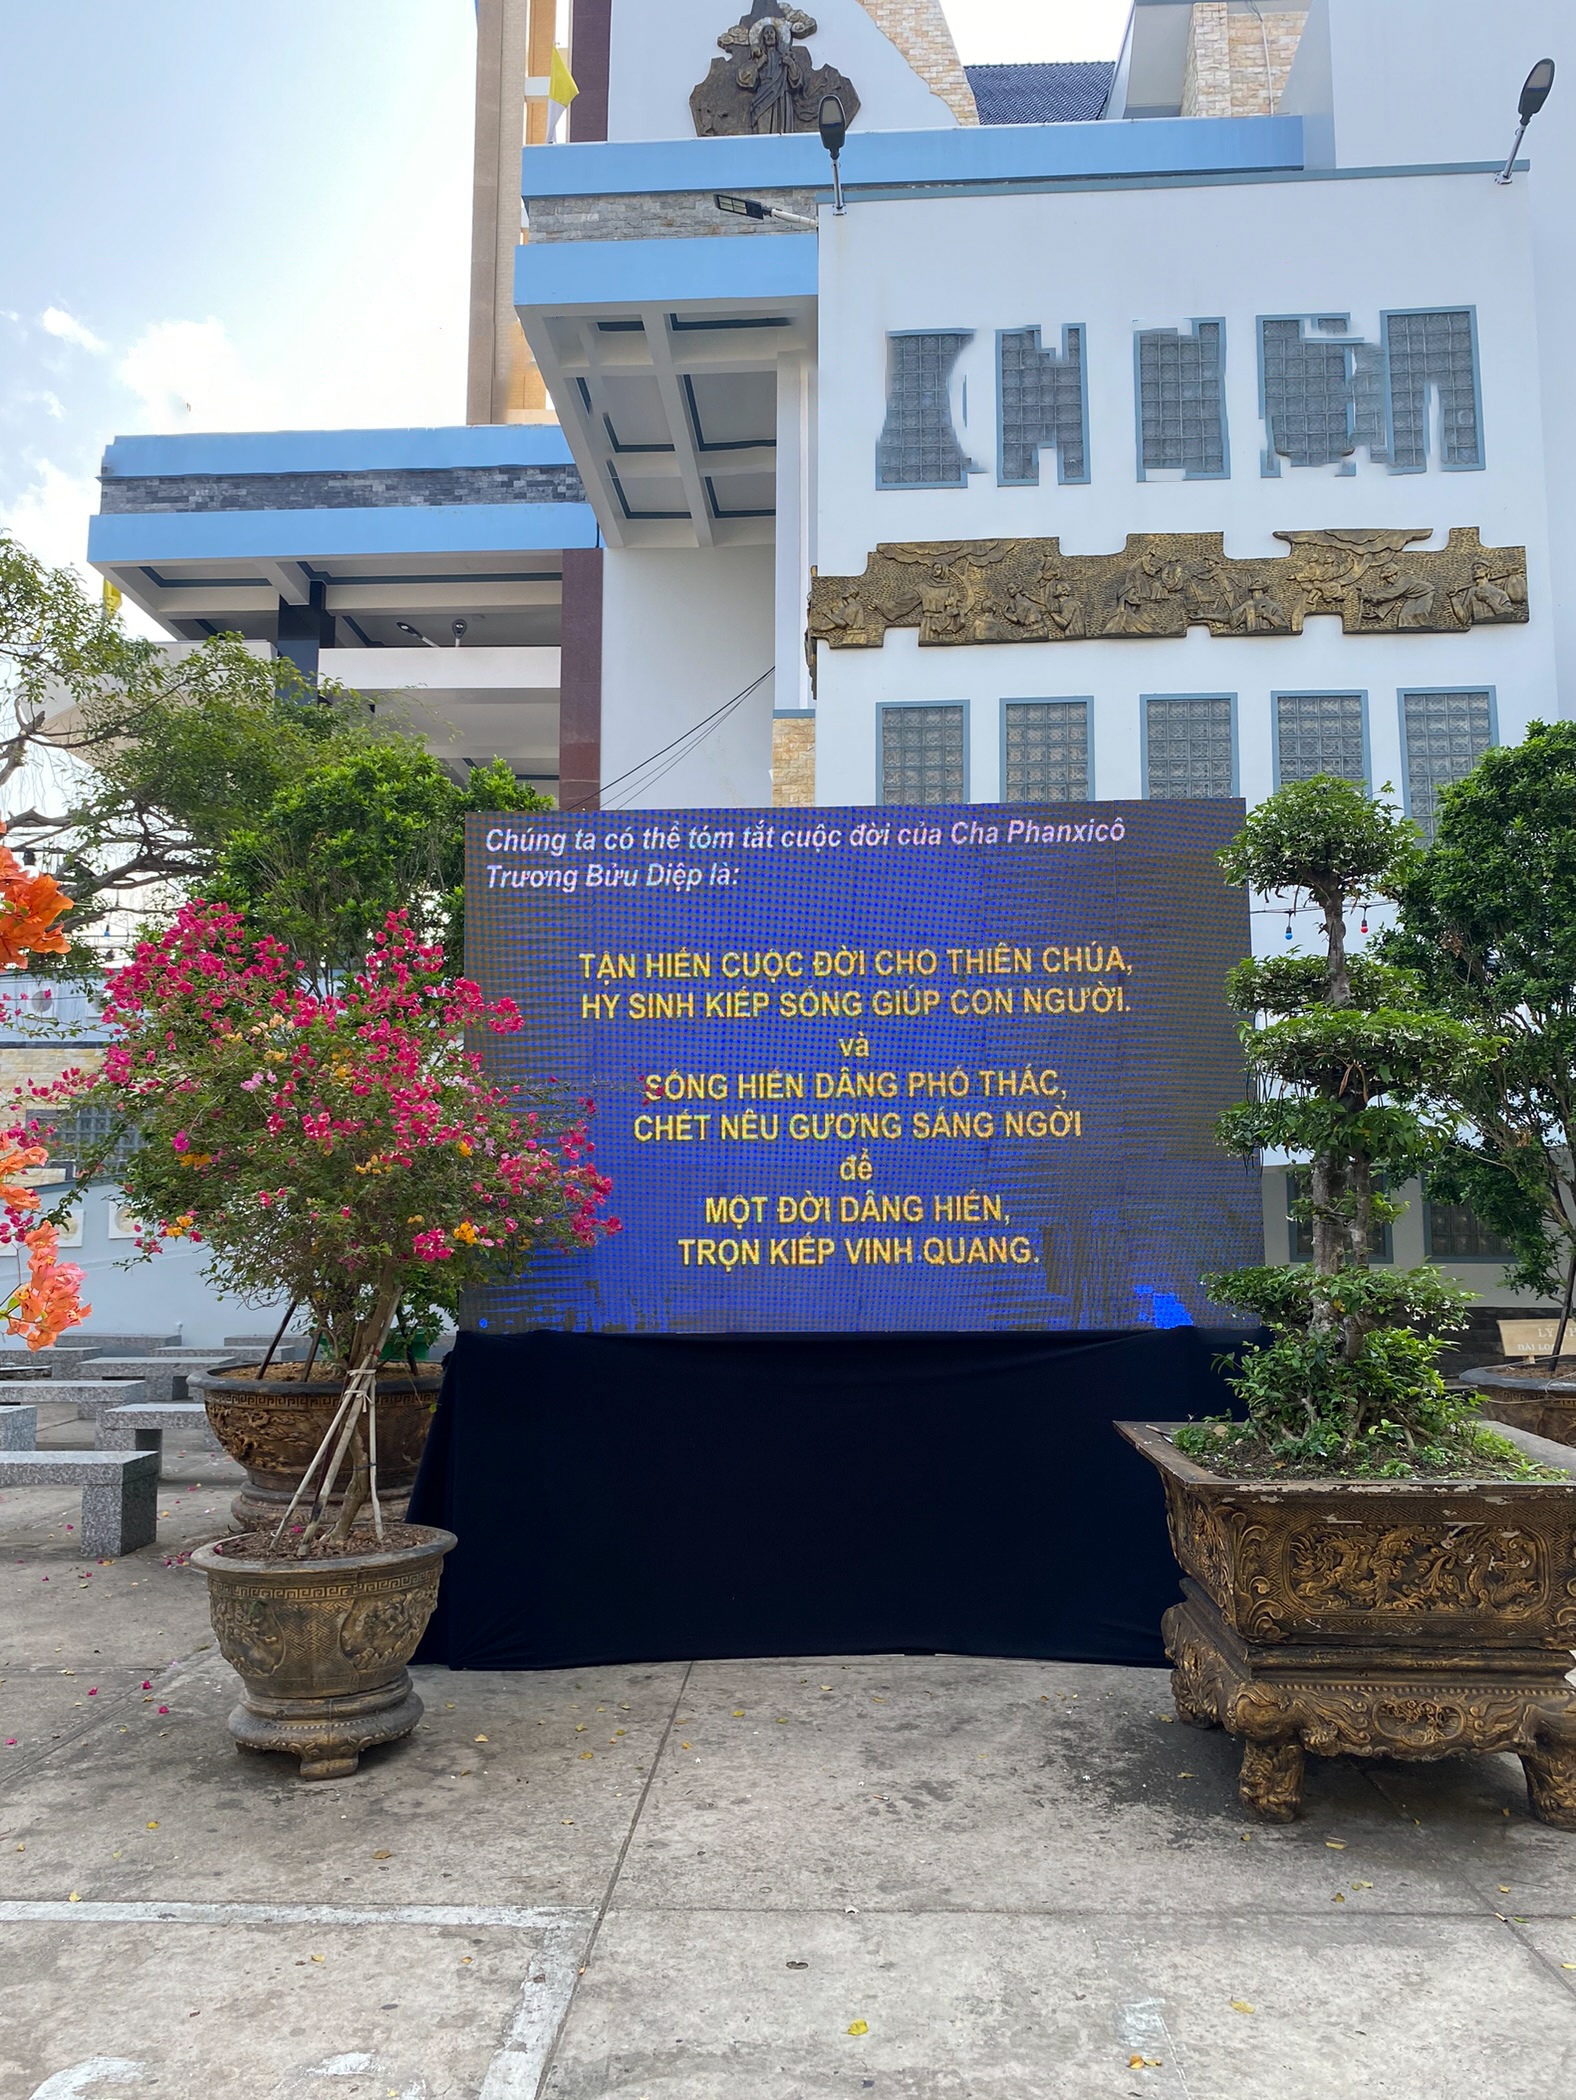 Chúng ta có thể tóm tắt cuộc đời của Cha Phanxicô
Trương Bửu Diệp là:
TẬN HIẾN CUỘC ĐỜI CHO THIÊN CHÚA,
HY SINH KIẾP SỐNG GIÚP CON NGƯỜI.
và
SỐNG HIẾN DÂNG PHÓ THÁC,
CHẾT NÊU GƯƠNG SÁNG NGỜI
để
MỘT ĐỜI DÂNG HIẾN,
TRỌN KIẾP VINH QUANG.